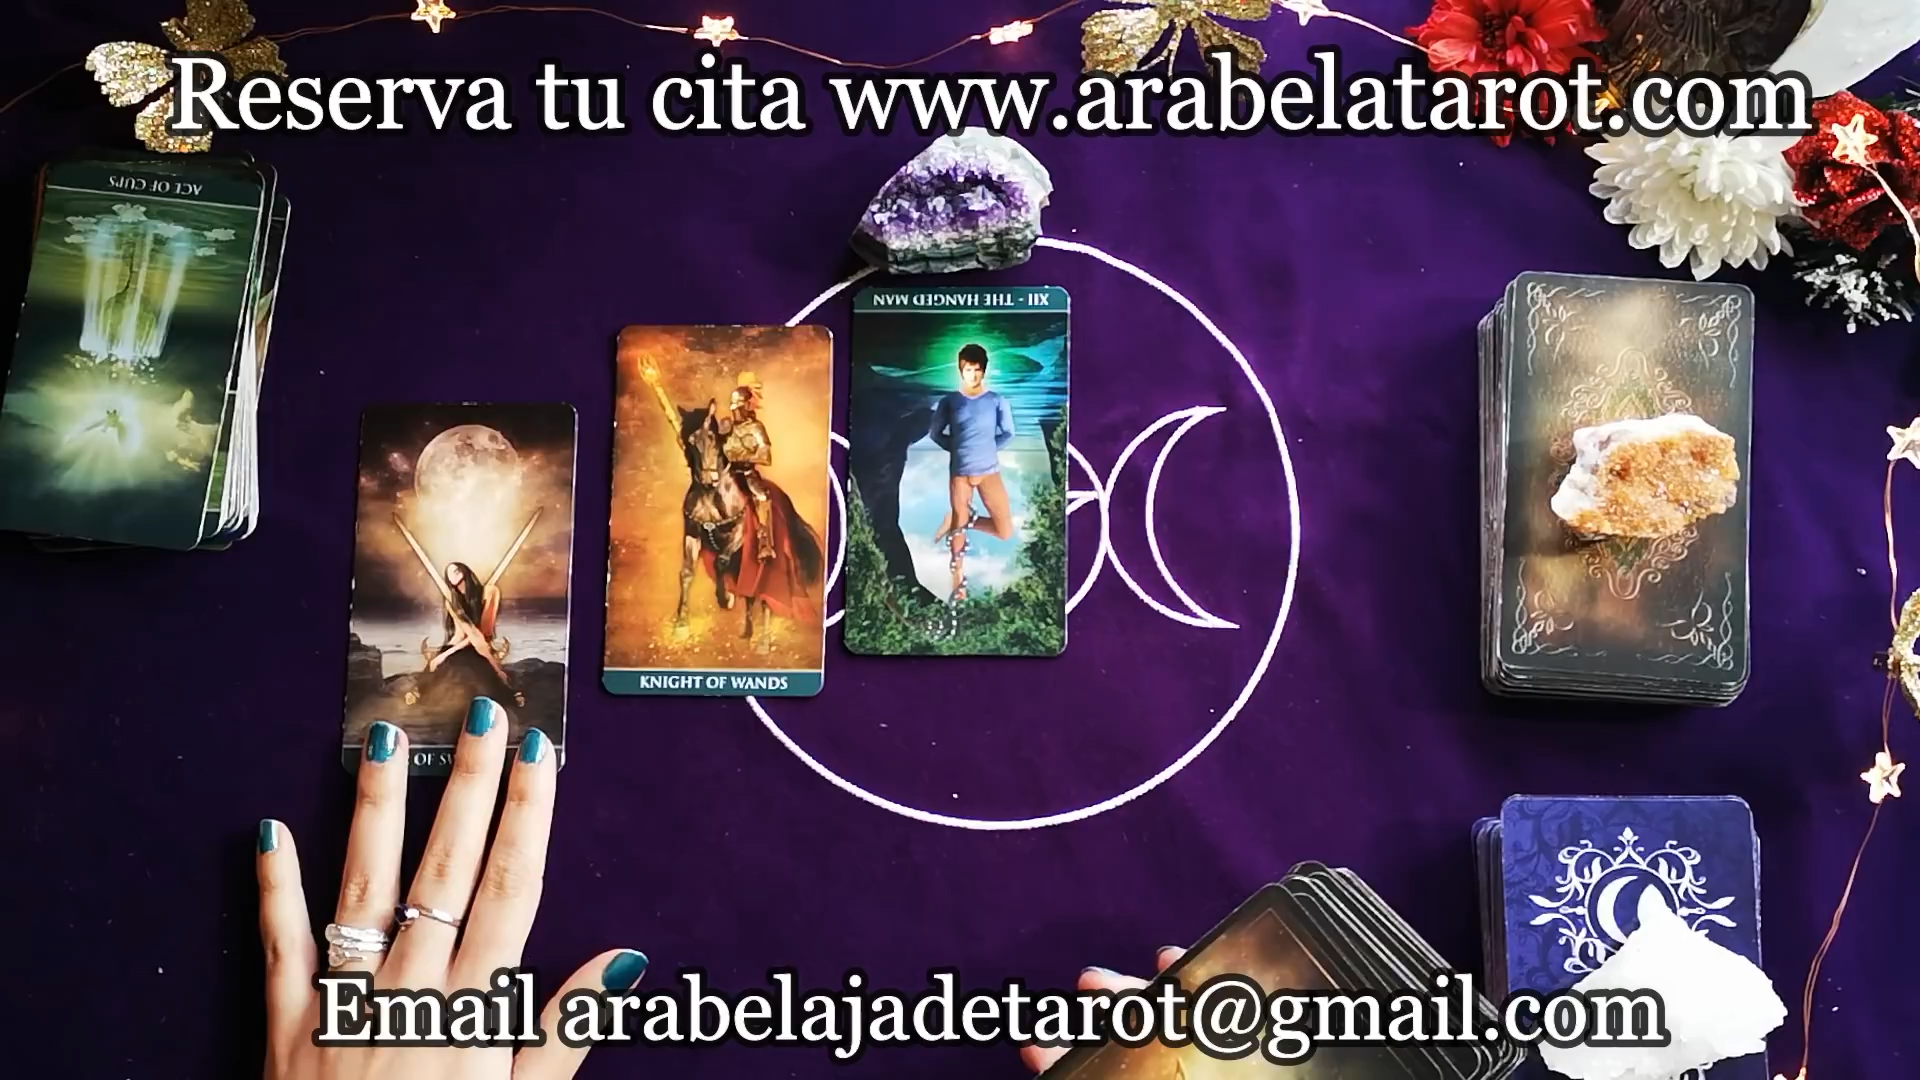 Reserva tu cita www.arabelatarot.com
ACE OF CUPS
XII - THE HANGED MAN
KNIGHT OF WANDS
OF
Email arabelajadetarot@gmail.com